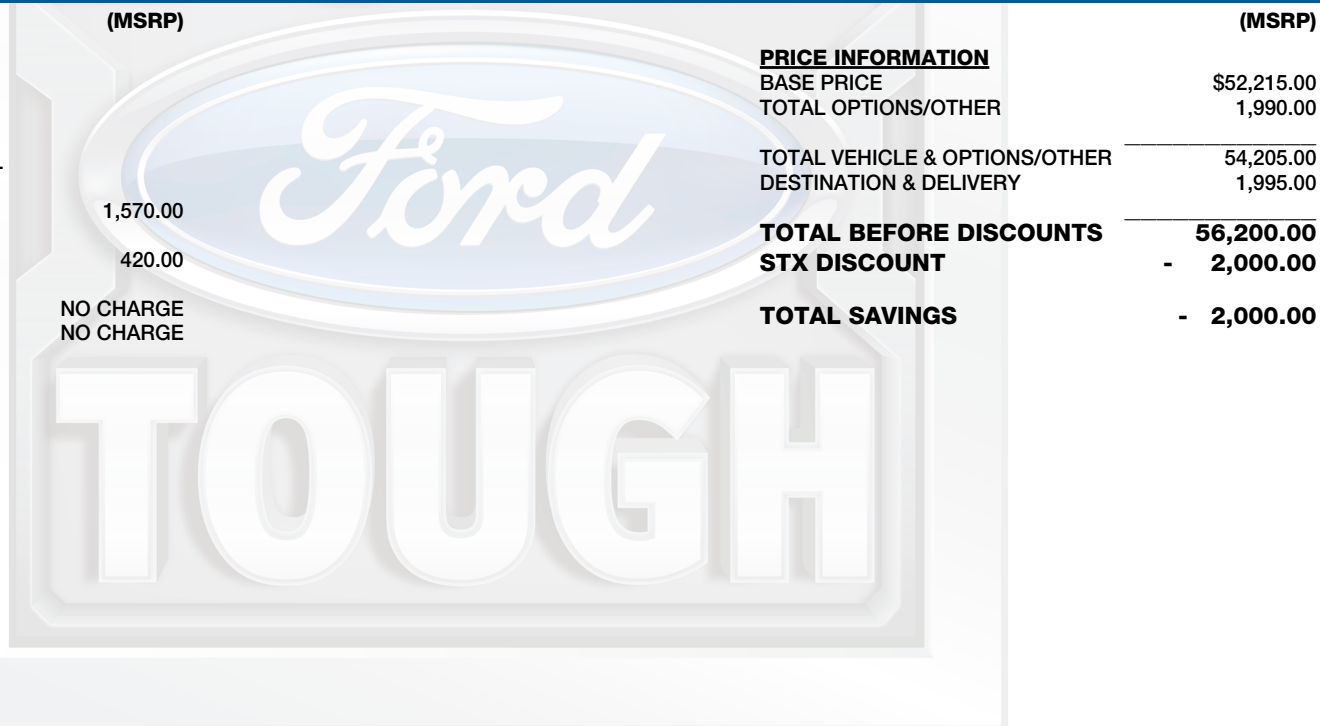 (MSRP)
1,570.00
420.00
NO CHARGE
NO CHARGE
(MSRP)
PRICE INFORMATION
BASE PRICE $52,215.00
TOTAL OPTIONS/OTHER 1,990.00
TOTAL VEHICLE & OPTIONS/OTHER 54,205.00
DESTINATION & DELIVERY 1,995.00
TOTAL BEFORE DISCOUNTS 56,200.00
STX DISCOUNT - 2,000.00
TOTAL SAVINGS - 2,000.00
Ford
TOUGH